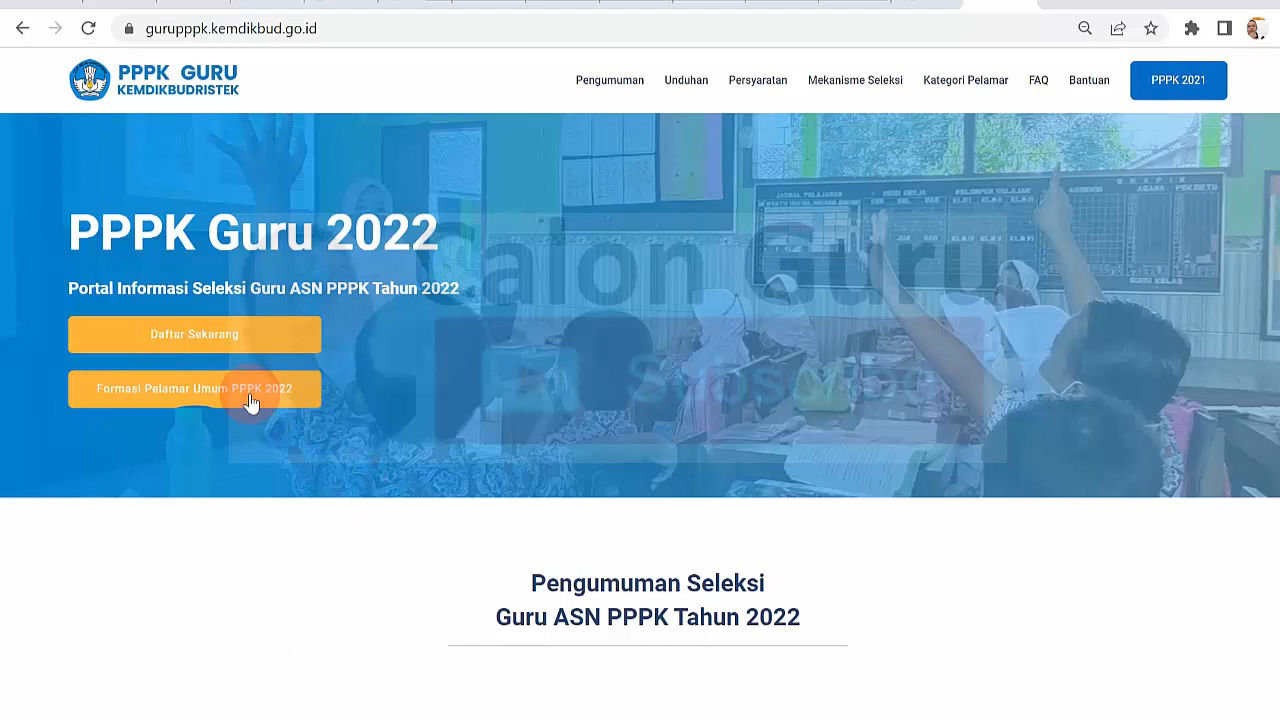 gurupppk.kemdikbud.go.id
PPPK GURU
KEMDIKBUDRISTEK
Pengumuman
Unduhan
Persyaratan
Mekanisme Seleksi
Kategori Pelamar
FAQ
Bantuan
PPPK 2021
PPPK Guru 2022
Calon Guru
Portal Informasi Seleksi Guru ASN PPPK Tahun 2022
Daftar Sekarang
Formasi Pelamar Umum PPPK 2022
Pengumuman Seleksi
Guru ASN PPPK Tahun 2022